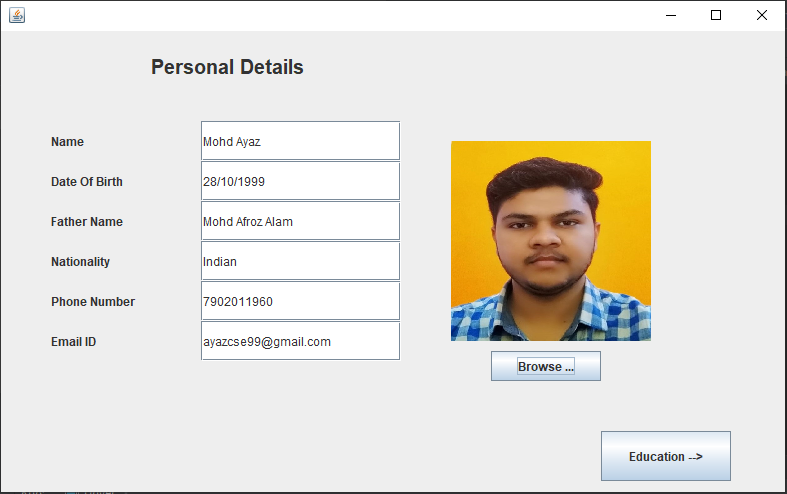 Personal Details
Name Mohd Ayaz
Date Of Birth 28/10/1999
Father Name Mohd Afroz Alam
Nationality Indian
Phone Number 7902011960
Email ID ayazcse99@gmail.com
Browse ...
Education -->